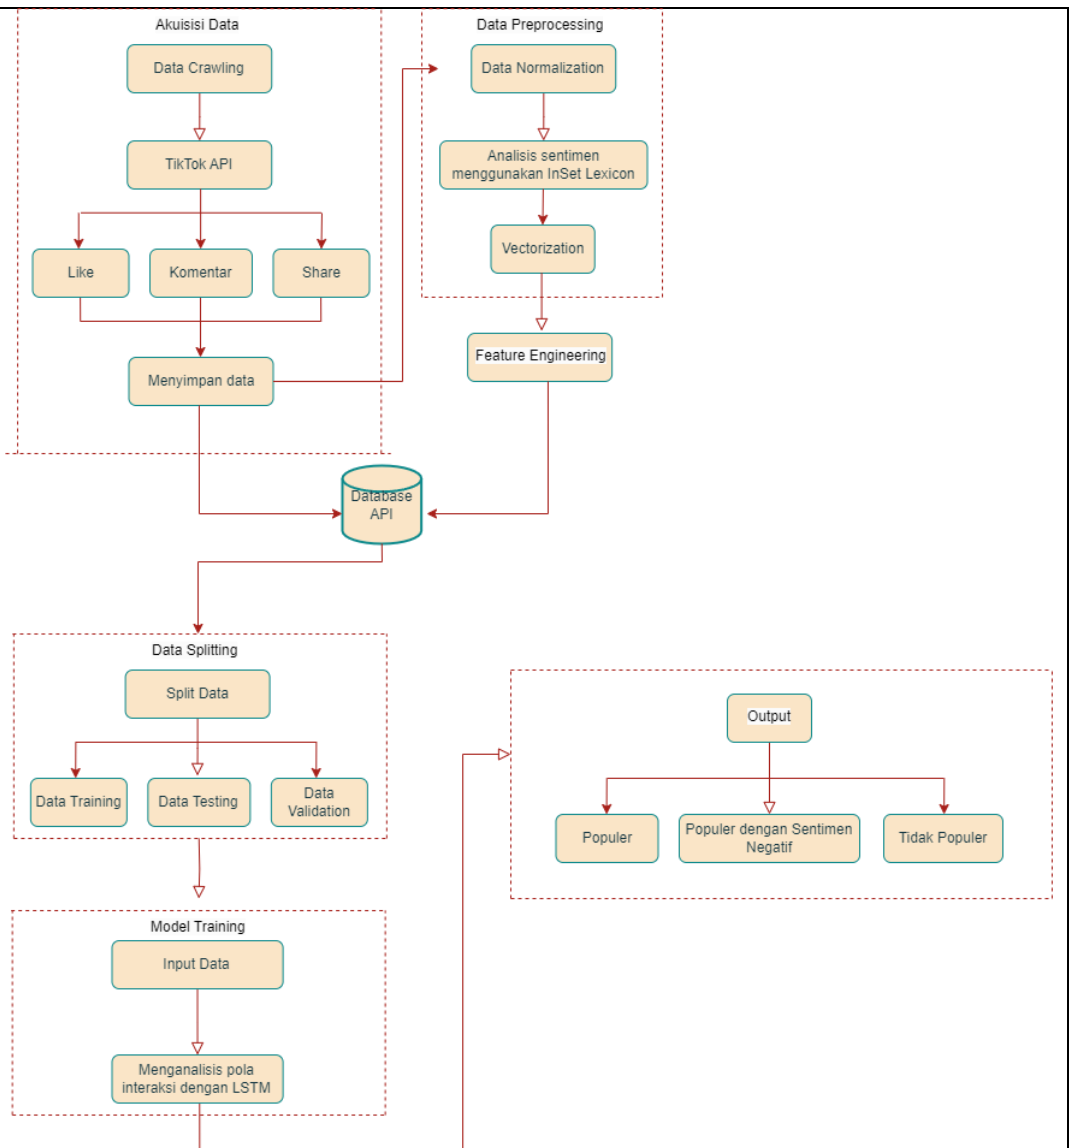 Akuisisi Data
Data Crawling
TikTok API
Like
Komentar
Share
Menyimpan data
Data Preprocessing
Data Normalization
Analisis sentimen
menggunakan InSet Lexicon
Vectorization
Feature Engineering
Database
API
Data Splitting
Split Data
Data Training
Data Testing
Data
Validation
Model Training
Input Data
Menganalisis pola
interaksi dengan LSTM
Output
Populer
Populer dengan Sentimen
Negatif
Tidak Populer